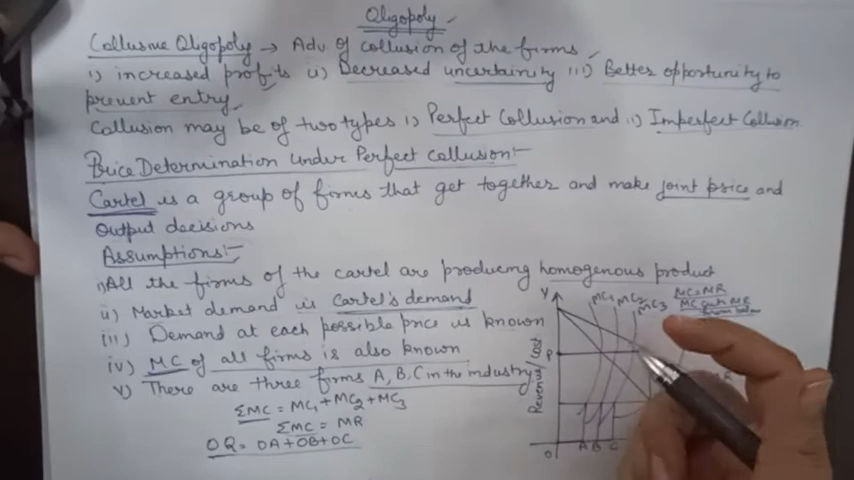 Oligopoly
Collusive Oligopoly → Adv of collusion of the firms
i) increased profits ii) Decreased uncertainity iii) Better opportunity to
prevent entry
Collusion may be of two types i) Perfect Collusion and ii) Imperfect Collusion
Price Determination under Perfect collusion:-
Cartel is a group of firms that get together and make joint price and
Output decisions
Assumptions:-
i) All the firms of the cartel are producing homogenous product
ii) Market demand is Cartel's demand
iii) Demand at each possible price is known
iv) MC of all firms is also known
v) There are three firms A, B, C in the industry
ΣMC = MC1 + MC2 + MC3
ΣMC = MR
OQ = OA + OB + OC
Y
MC1 MC2 MC3
MC = MR
MC cuts MR
from below
P
Revenue/Cost
O A B C